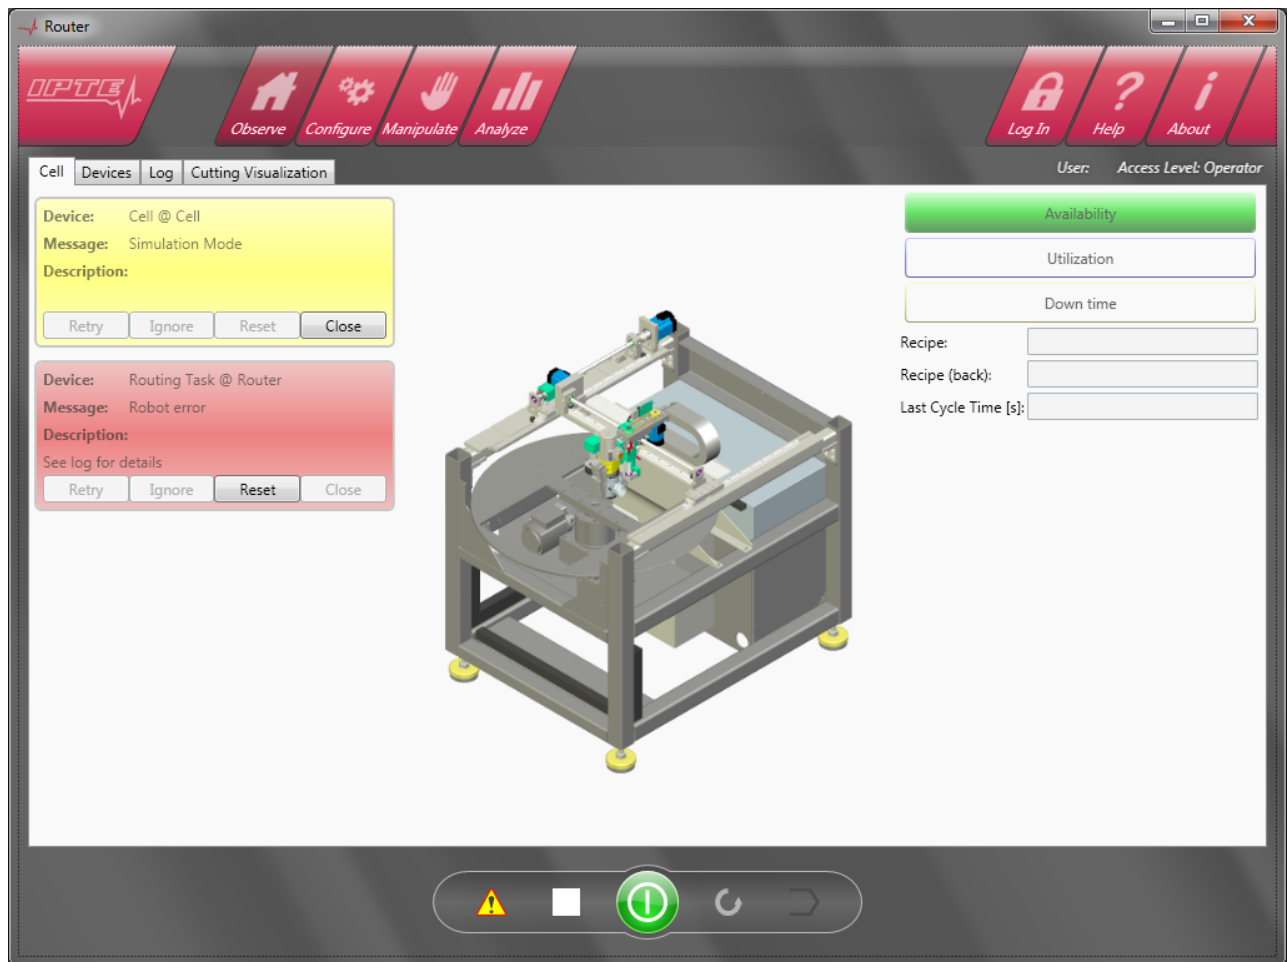 Router
IPTE
Observe Configure Manipulate Analyze
Log In Help About
Cell Devices Log Cutting Visualization
User: Access Level: Operator
Device: Cell @ Cell
Message: Simulation Mode
Description:
Retry Ignore Reset Close
Device: Routing Task @ Router
Message: Robot error
Description:
See log for details
Retry Ignore Reset Close
Availability
Utilization
Down time
Recipe:
Recipe (back):
Last Cycle Time [s]: